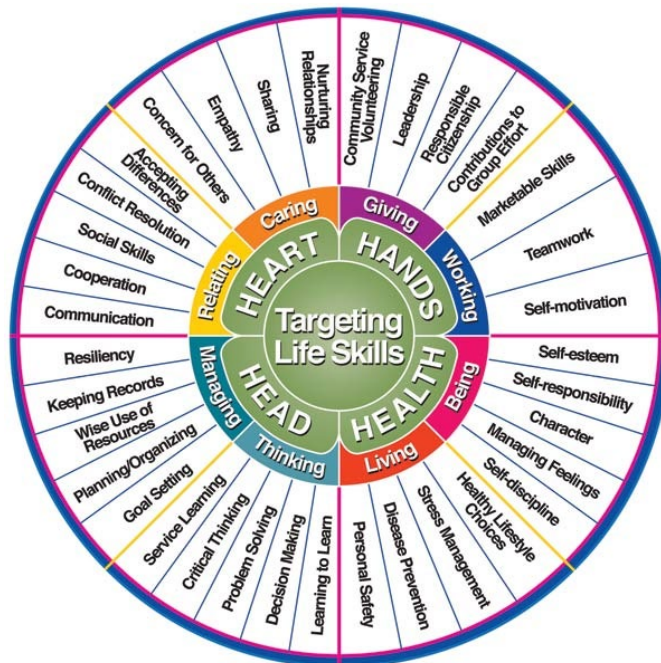 Targeting
Life Skills
HEART
HANDS
HEALTH
HEAD
Caring
Giving
Working
Being
Living
Thinking
Managing
Relating
Nurturing
Relationships
Sharing
Empathy
Concern for Others
Accepting
Differences
Conflict Resolution
Social Skills
Cooperation
Communication
Community Service
Volunteering
Leadership
Responsible
Citizenship
Contributions to
Group Effort
Marketable Skills
Teamwork
Self-motivation
Self-esteem
Self-responsibility
Character
Managing Feelings
Self-discipline
Healthy Lifestyle
Choices
Stress Management
Disease Prevention
Personal Safety
Learning to Learn
Decision Making
Problem Solving
Critical Thinking
Service Learning
Goal Setting
Planning/Organizing
Wise Use of
Resources
Keeping Records
Resiliency